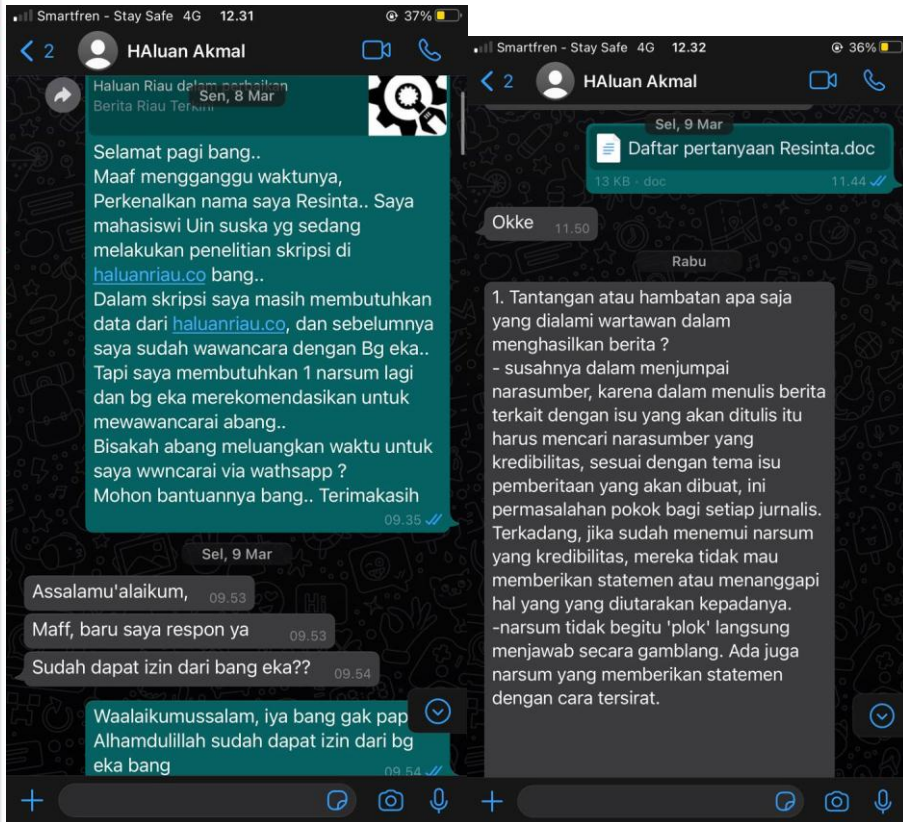 Smartfren - Stay Safe 4G 12.31 37%
2 HAluan Akmal
Haluan Riau dalam perbaikan
Berita Riau Terkini
Sen, 8 Mar
Selamat pagi bang..
Maaf mengganggu waktunya,
Perkenalkan nama saya Resinta.. Saya
mahasiswi Uin suska yg sedang
melakukan penelitian skripsi di
haluanriau.co bang..
Dalam skripsi saya masih membutuhkan
data dari haluanriau.co, dan sebelumnya
saya sudah wawancara dengan Bg eka..
Tapi saya membutuhkan 1 narsum lagi
dan bg eka merekomendasikan untuk
mewawancarai abang..
Bisakah abang meluangkan waktu untuk
saya wwncarai via wathsapp ?
Mohon bantuannya bang.. Terimakasih
09.35
Sel, 9 Mar
Assalamu'alaikum, 09.53
Maff, baru saya respon ya 09.53
Sudah dapat izin dari bang eka?? 09.54
Waalaikumussalam, iya bang gak pap
Alhamdulillah sudah dapat izin dari bg
eka bang 09.54
Smartfren - Stay Safe 4G 12.32 36%
2 HAluan Akmal
Sel, 9 Mar
Daftar pertanyaan Resinta.doc
13 KB · doc 11.44
Okke 11.50
Rabu
1. Tantangan atau hambatan apa saja
yang dialami wartawan dalam
menghasilkan berita ?
- susahnya dalam menjumpai
narasumber, karena dalam menulis berita
terkait dengan isu yang akan ditulis itu
harus mencari narasumber yang
kredibilitas, sesuai dengan tema isu
pemberitaan yang akan dibuat, ini
permasalahan pokok bagi setiap jurnalis.
Terkadang, jika sudah menemui narsum
yang kredibilitas, mereka tidak mau
memberikan statemen atau menanggapi
hal yang yang diutarakan kepadanya.
-narsum tidak begitu 'plok' langsung
menjawab secara gamblang. Ada juga
narsum yang memberikan statemen
dengan cara tersirat.